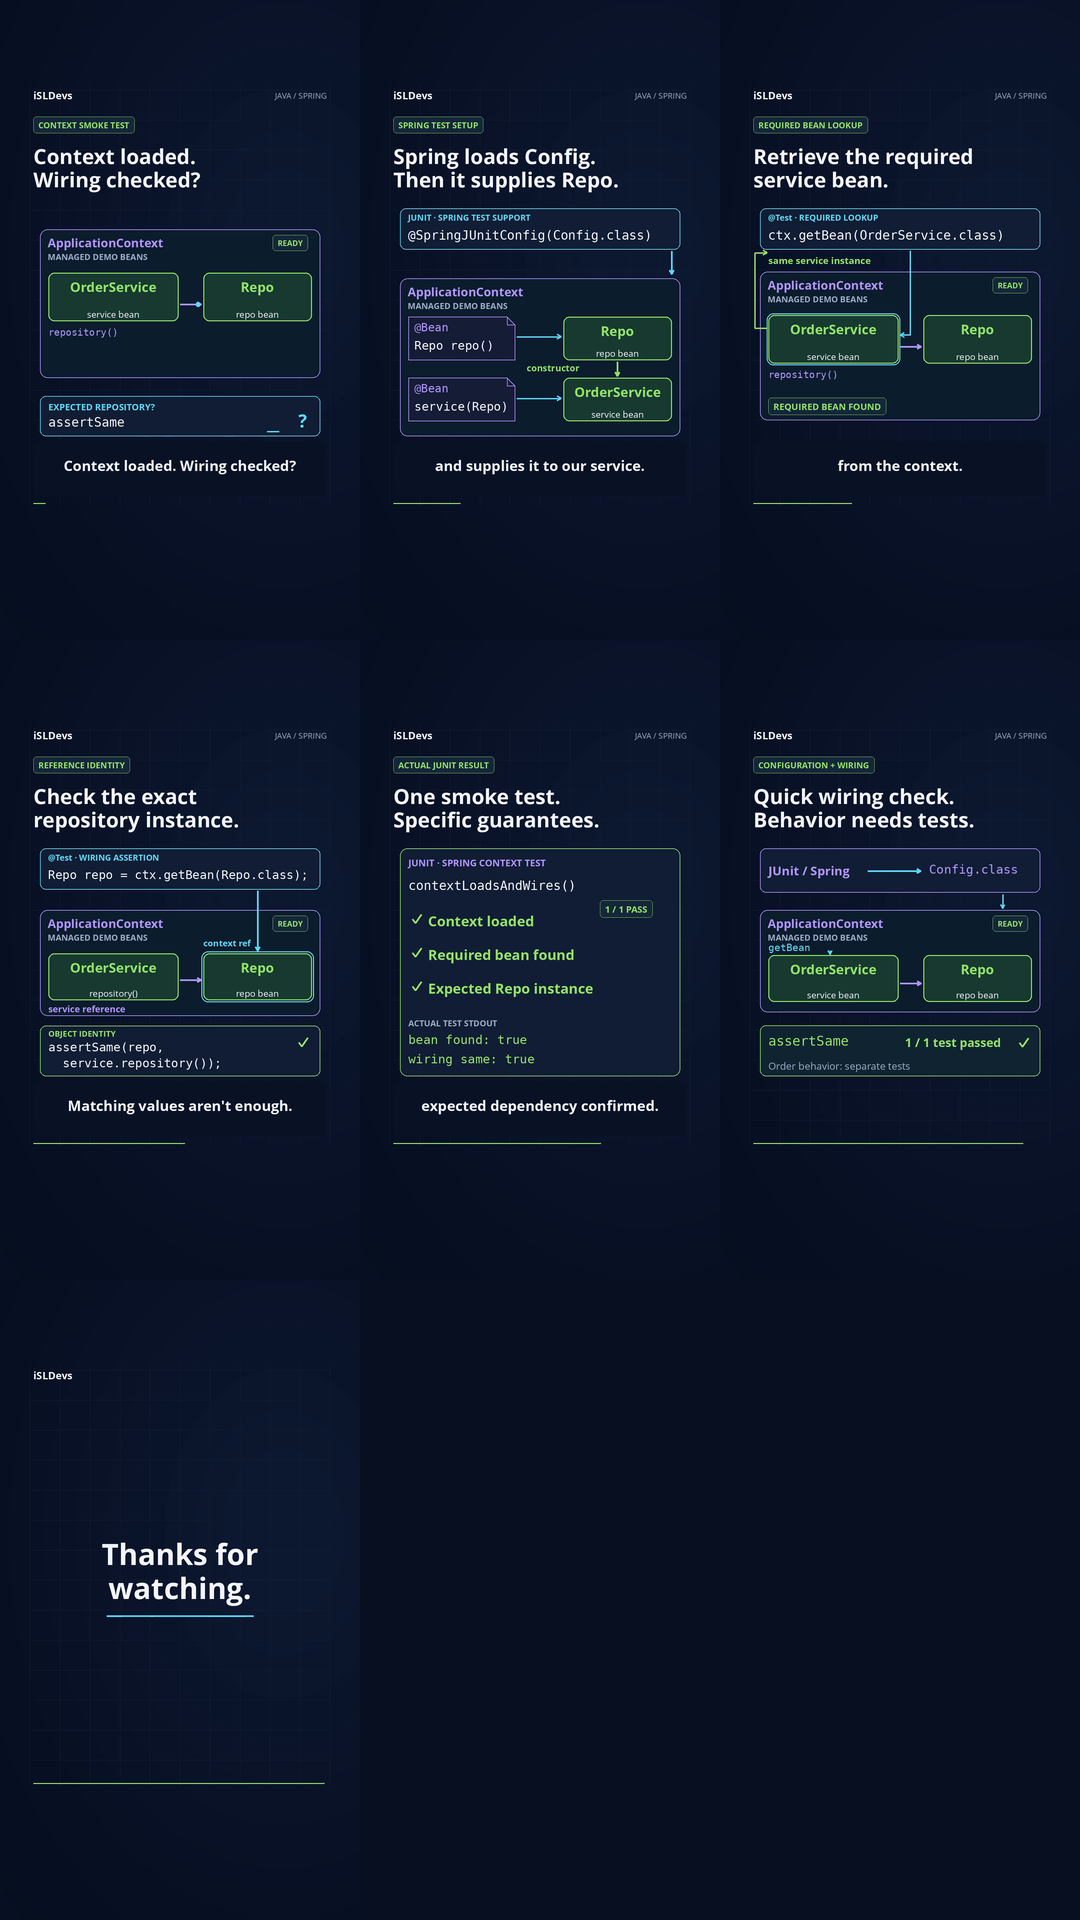 iSLDevs
JAVA / SPRING
CONTEXT SMOKE TEST
Context loaded.
Wiring checked?
ApplicationContext
READY
MANAGED DEMO BEANS
OrderService
service bean
Repo
repo bean
repository()
EXPECTED REPOSITORY?
assertSame
_ ?
Context loaded. Wiring checked?
iSLDevs
JAVA / SPRING
SPRING TEST SETUP
Spring loads Config.
Then it supplies Repo.
JUNIT · SPRING TEST SUPPORT
@SpringJUnitConfig(Config.class)
ApplicationContext
MANAGED DEMO BEANS
@Bean
Repo repo()
Repo
repo bean
constructor
@Bean
service(Repo)
OrderService
service bean
and supplies it to our service.
iSLDevs
JAVA / SPRING
REQUIRED BEAN LOOKUP
Retrieve the required
service bean.
@Test · REQUIRED LOOKUP
ctx.getBean(OrderService.class)
same service instance
ApplicationContext
READY
MANAGED DEMO BEANS
OrderService
service bean
Repo
repo bean
repository()
REQUIRED BEAN FOUND
from the context.
iSLDevs
JAVA / SPRING
REFERENCE IDENTITY
Check the exact
repository instance.
@Test · WIRING ASSERTION
Repo repo = ctx.getBean(Repo.class);
ApplicationContext
READY
MANAGED DEMO BEANS
context ref
OrderService
repository()
Repo
repo bean
service reference
OBJECT IDENTITY
assertSame(repo,
service.repository());
Matching values aren't enough.
iSLDevs
JAVA / SPRING
ACTUAL JUNIT RESULT
One smoke test.
Specific guarantees.
JUNIT · SPRING CONTEXT TEST
contextLoadsAndWires()
1 / 1 PASS
✓ Context loaded
✓ Required bean found
✓ Expected Repo instance
ACTUAL TEST STDOUT
bean found: true
wiring same: true
expected dependency confirmed.
iSLDevs
JAVA / SPRING
CONFIGURATION + WIRING
Quick wiring check.
Behavior needs tests.
JUnit / Spring
Config.class
ApplicationContext
READY
MANAGED DEMO BEANS
getBean
OrderService
service bean
Repo
repo bean
assertSame
1 / 1 test passed ✓
Order behavior: separate tests
iSLDevs
Thanks for
watching.